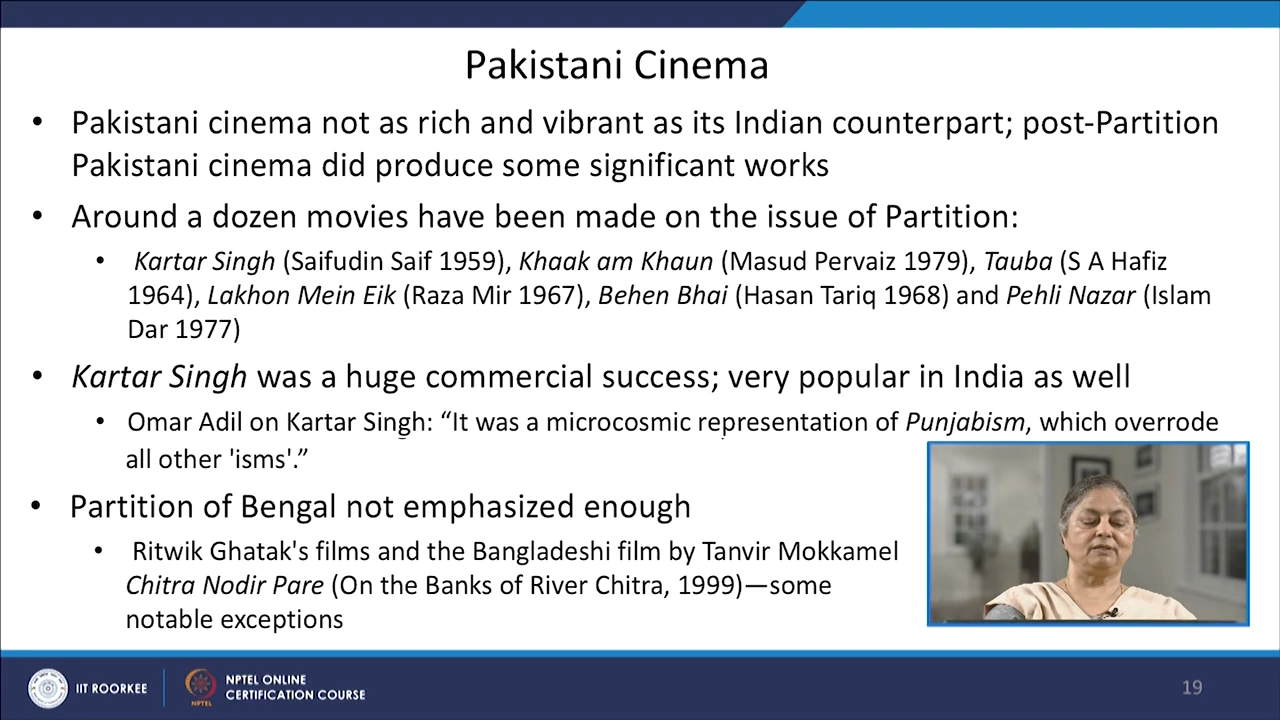 Pakistani Cinema
• Pakistani cinema not as rich and vibrant as its Indian counterpart; post-Partition
Pakistani cinema did produce some significant works
• Around a dozen movies have been made on the issue of Partition:
• Kartar Singh (Saifudin Saif 1959), Khaak am Khaun (Masud Pervaiz 1979), Tauba (S A Hafiz
1964), Lakhon Mein Eik (Raza Mir 1967), Behen Bhai (Hasan Tariq 1968) and Pehli Nazar (Islam
Dar 1977)
• Kartar Singh was a huge commercial success; very popular in India as well
• Omar Adil on Kartar Singh: “It was a microcosmic representation of Punjabism, which overrode
all other 'isms'.”
• Partition of Bengal not emphasized enough
• Ritwik Ghatak's films and the Bangladeshi film by Tanvir Mokkamel
Chitra Nodir Pare (On the Banks of River Chitra, 1999)—some
notable exceptions
IIT ROORKEE
NPTEL
NPTEL ONLINE
CERTIFICATION COURSE
19